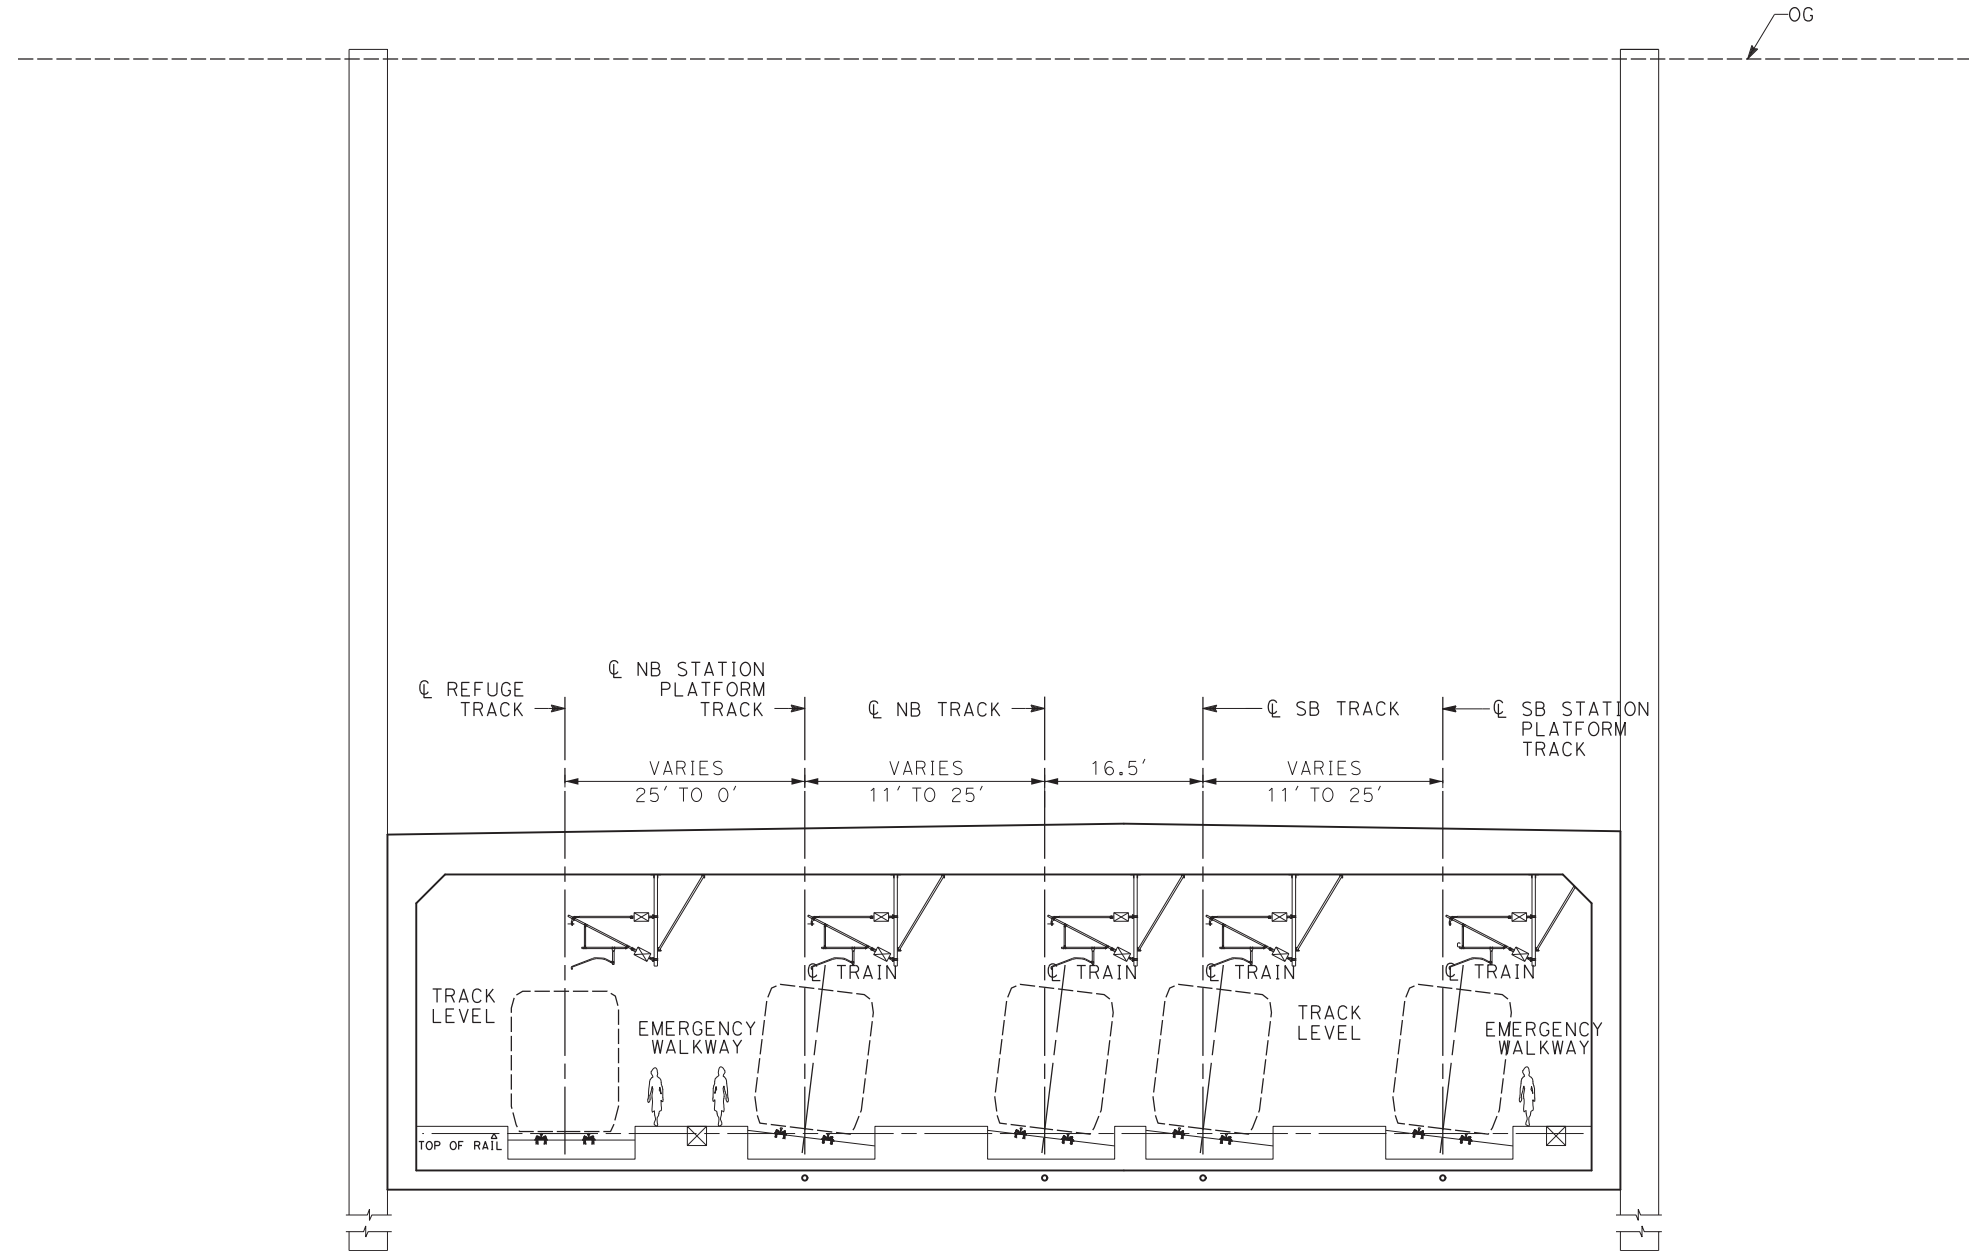 OG
℄ REFUGE
TRACK
℄ NB STATION
PLATFORM
TRACK
℄ NB TRACK
℄ SB TRACK
℄ SB STATION
PLATFORM
TRACK
VARIES
25' TO 0'
VARIES
11' TO 25'
16.5'
VARIES
11' TO 25'
℄ TRAIN
℄ TRAIN
℄ TRAIN
℄ TRAIN
TRACK
LEVEL
EMERGENCY
WALKWAY
TRACK
LEVEL
EMERGENCY
WALKWAY
TOP OF RAIL